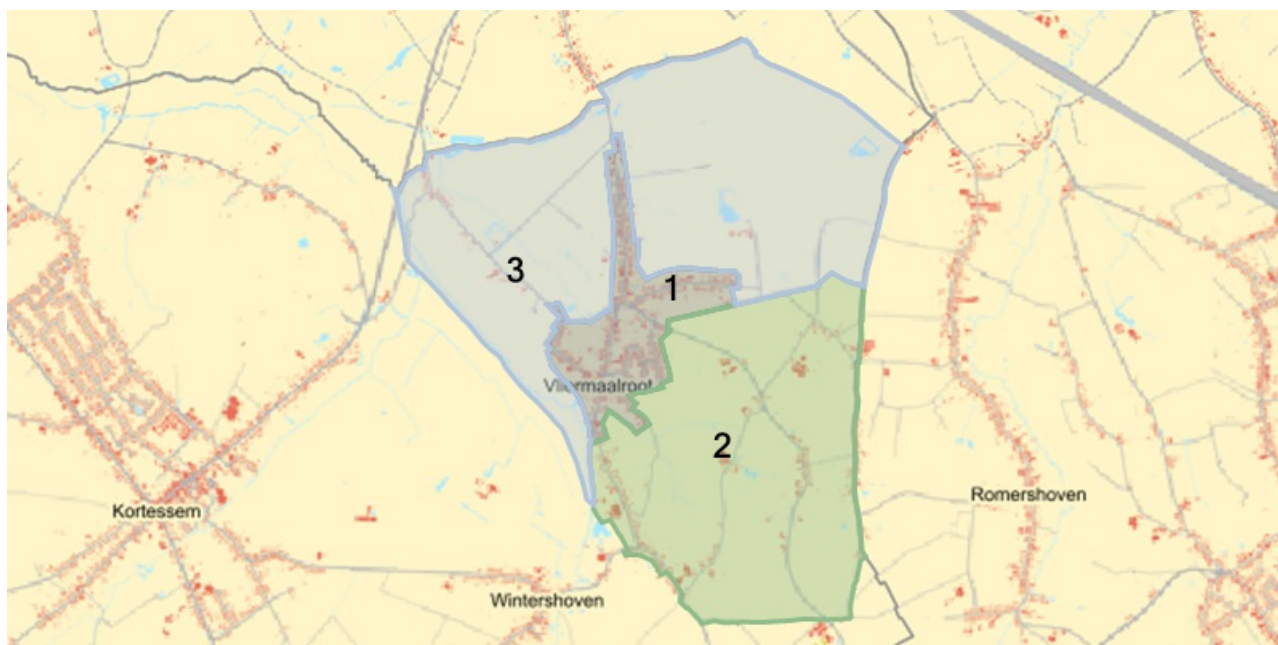 3
1
Vliermaalroot
2
Romershoven
Kortessem
Wintershoven